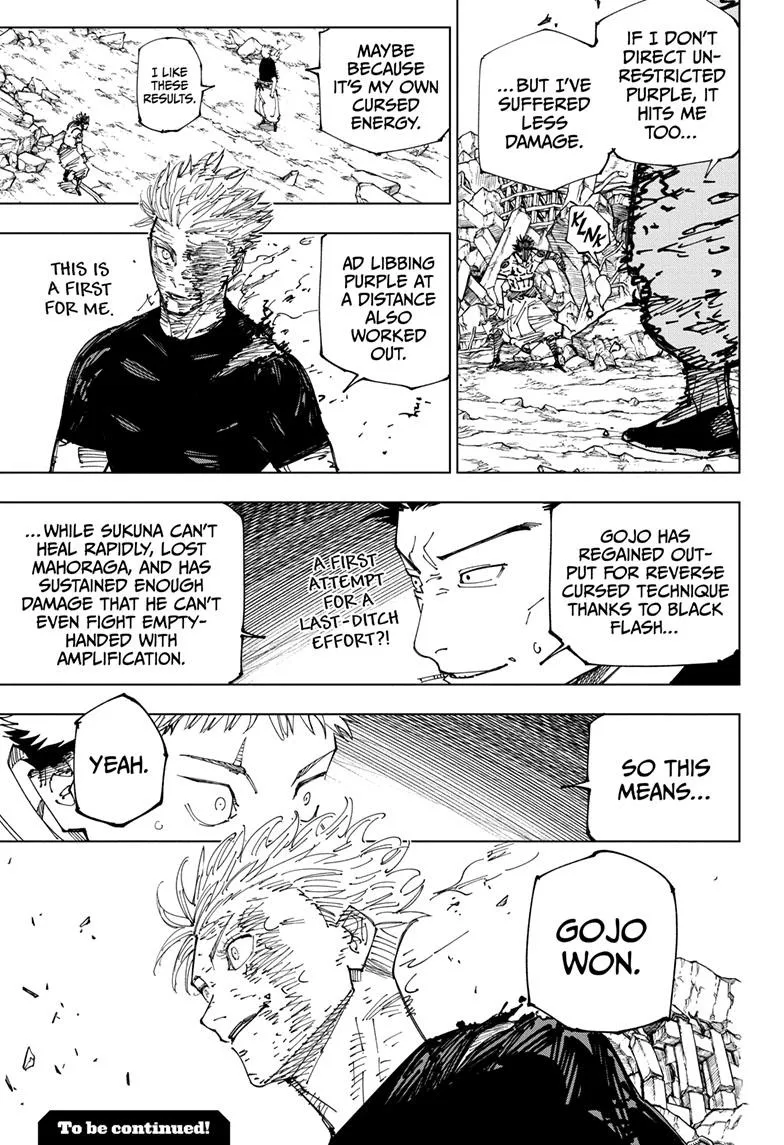 IF I DON'T
DIRECT UN-
RESTRICTED
PURPLE, IT
HITS ME
TOO...
...BUT I'VE
SUFFERED
LESS
DAMAGE.
KLNK
MAYBE
BECAUSE
IT'S MY OWN
CURSED
ENERGY.
I LIKE
THESE
RESULTS.
AD LIBBING
PURPLE AT
A DISTANCE
ALSO
WORKED
OUT.
THIS IS
A FIRST
FOR ME.
GOJO HAS
REGAINED OUT-
PUT FOR REVERSE
CURSED TECHNIQUE
THANKS TO BLACK
FLASH...
A FIRST
ATTEMPT
FOR A
LAST-DITCH
EFFORT?!
...WHILE SUKUNA CAN'T
HEAL RAPIDLY, LOST
MAHORAGA, AND HAS
SUSTAINED ENOUGH
DAMAGE THAT HE CAN'T
EVEN FIGHT EMPTY-
HANDED WITH
AMPLIFICATION.
SO THIS
MEANS...
YEAH.
GOJO
WON.
To be continued!